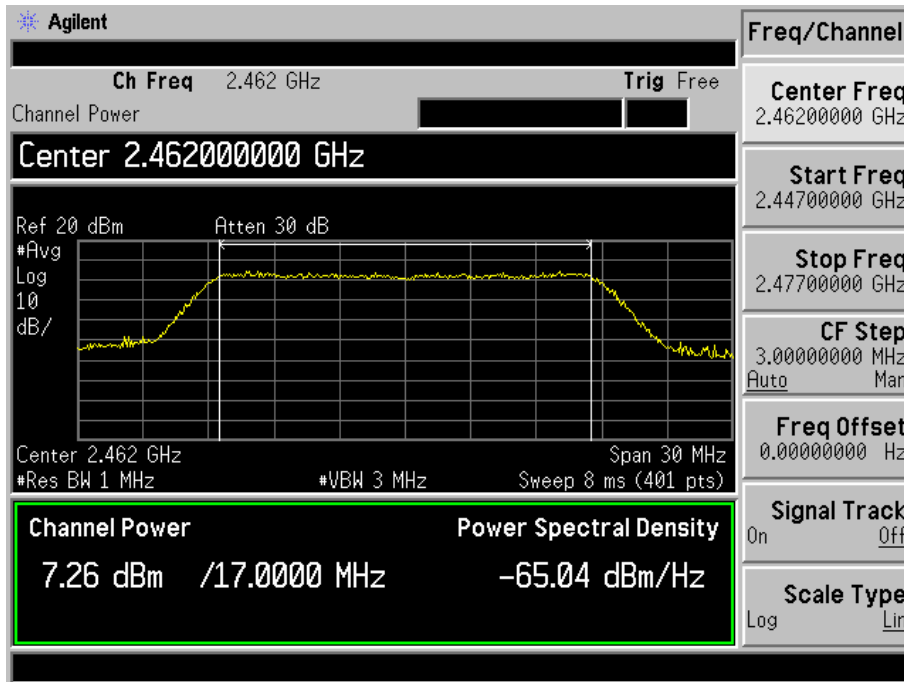 Agilent
Freq/Channel
Ch Freq 2.462 GHz Trig Free
Channel Power
Center 2.462000000 GHz
Ref 20 dBm Atten 30 dB
#Avg
Log
10
dB/
Center 2.462 GHz Span 30 MHz
#Res BW 1 MHz #VBW 3 MHz Sweep 8 ms (401 pts)
Channel Power Power Spectral Density
7.26 dBm /17.0000 MHz -65.04 dBm/Hz
Center Freq
2.46200000 GHz
Start Freq
2.44700000 GHz
Stop Freq
2.47700000 GHz
CF Step
3.00000000 MHz
Auto Man
Freq Offset
0.00000000 Hz
Signal Track
On Off
Scale Type
Log Lin